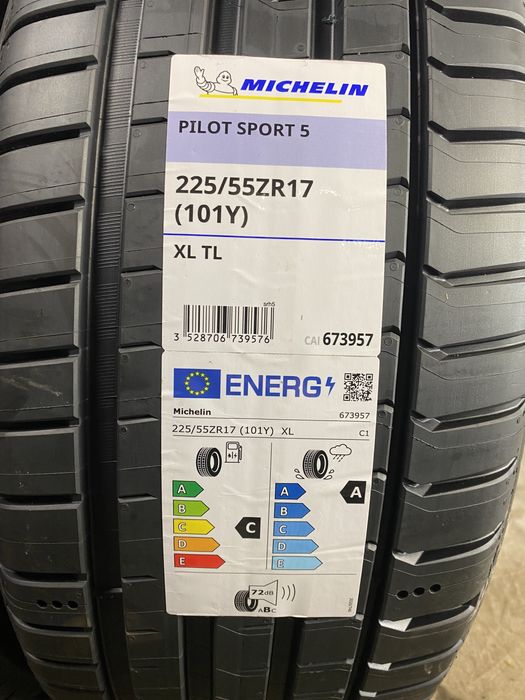 MICHELIN
PILOT SPORT 5
225/55ZR17
(101Y)
XL TL
srh5
3 528706 739576
CAI 673957
ENERG
Michelin 673957
225/55ZR17 (101Y) XL C1
A A A
B B
C C C
D D
E E
72dB
ABC